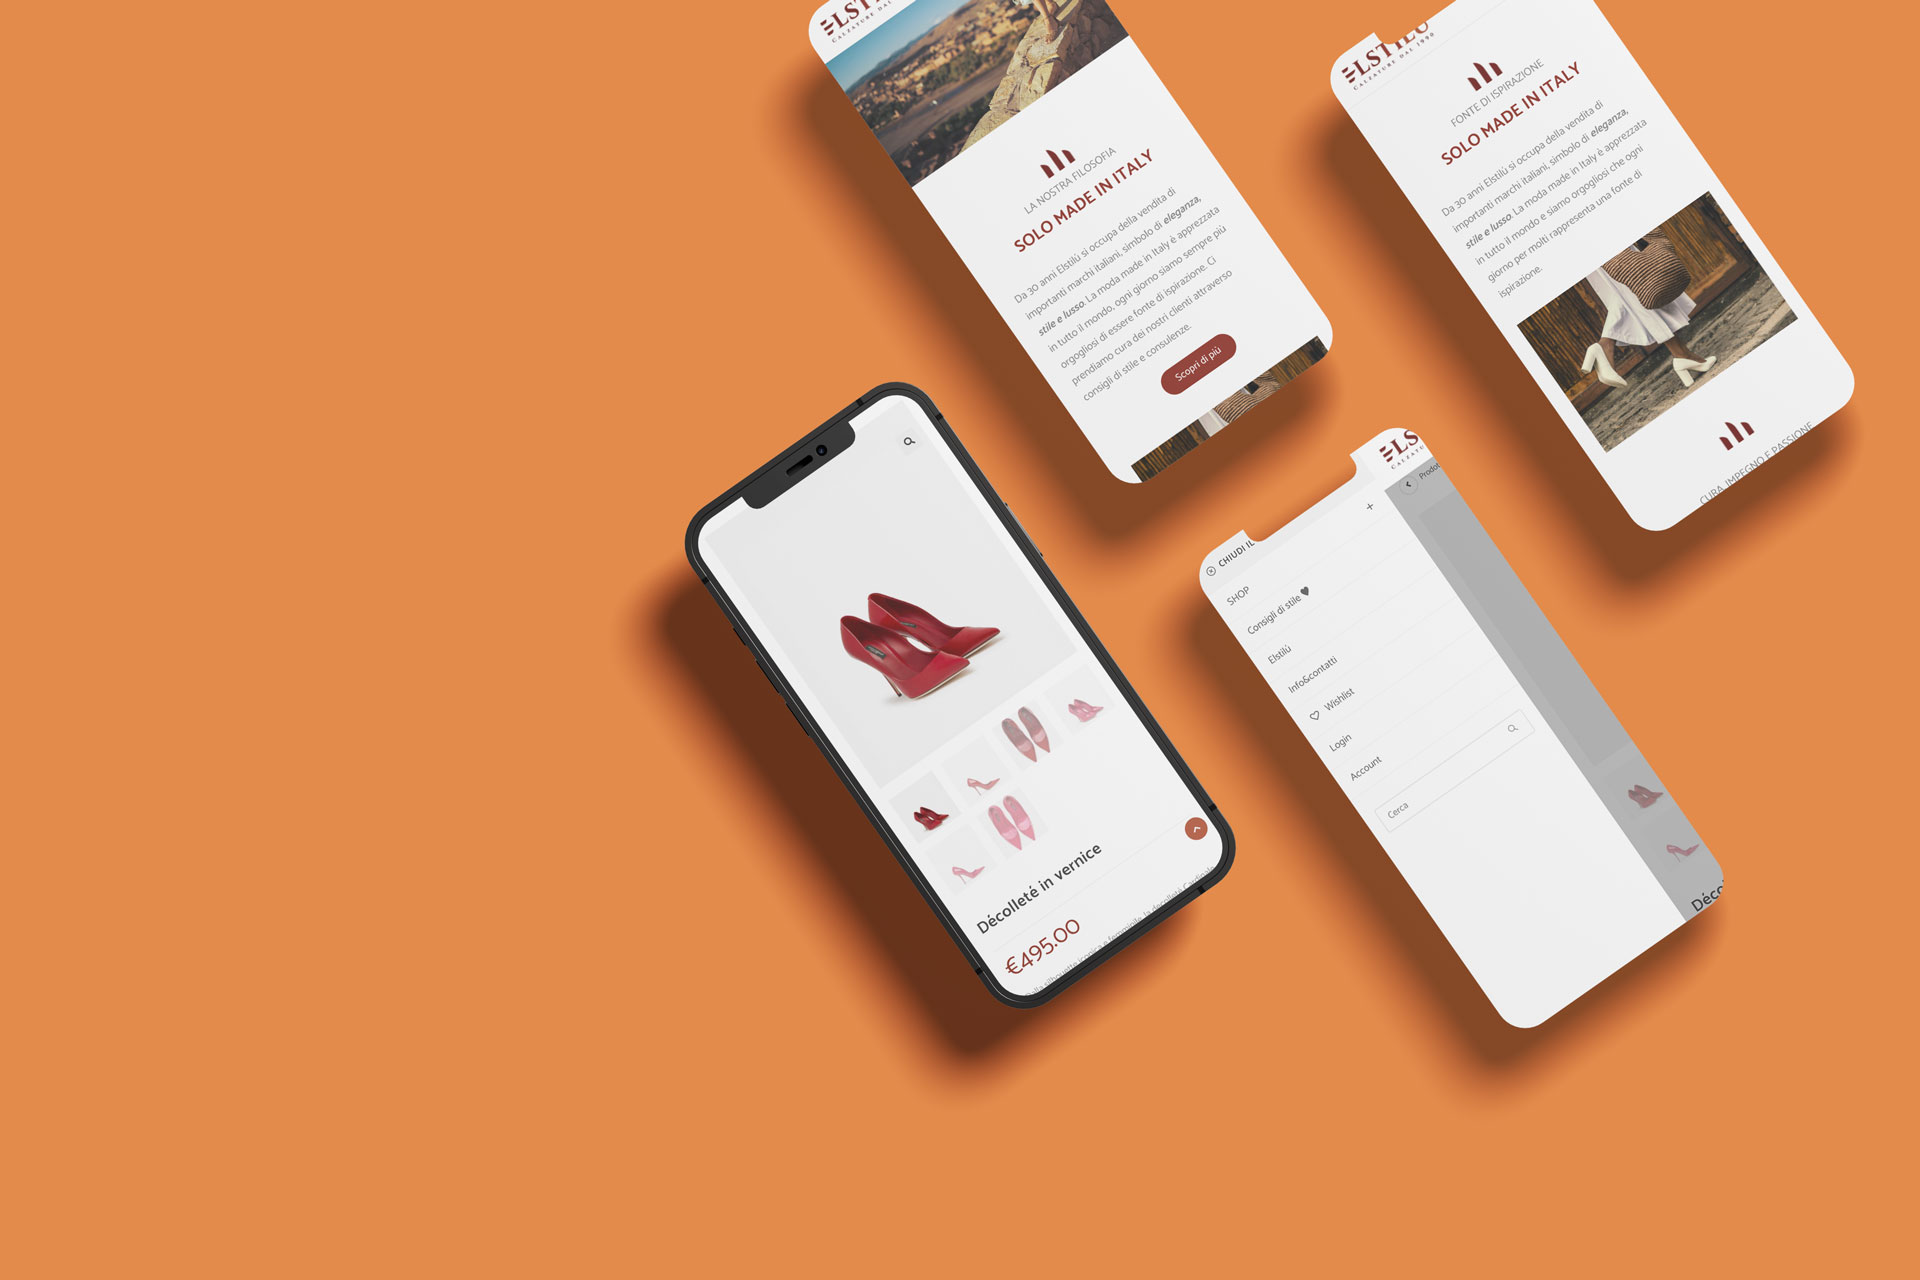 ELST
CALZATURE DAL
LA NOSTRA FILOSOFIA
SOLO MADE IN ITALY
Da 30 anni Elstilù si occupa della vendita di
importanti marchi italiani, simbolo di eleganza,
stile e lusso. La moda made in Italy è apprezzata
in tutto il mondo, ogni giorno siamo sempre più
orgogliosi di essere fonte di ispirazione. Ci
prendiamo cura dei nostri clienti attraverso
consigli di stile e consulenze.
Scopri di più
ELSTILÙ
CALZATURE DAL 1990
FONTE DI ISPIRAZIONE
SOLO MADE IN ITALY
Da 30 anni Elstilù si occupa della vendita di
importanti marchi italiani, simbolo di eleganza,
stile e lusso. La moda made in Italy è apprezzata
in tutto il mondo e siamo orgogliosi che ogni
giorno per molti rappresenta una fonte di
ispirazione.
CURA, IMPEGNO E PASSIONE
Décolleté in vernice
€495.00
ELS
CALZATU
Prodot
CHIUDI IL
SHOP
Consigli di stile
Elstilù
Info&contatti
Wishlist
Login
Account
Cerca
Déco